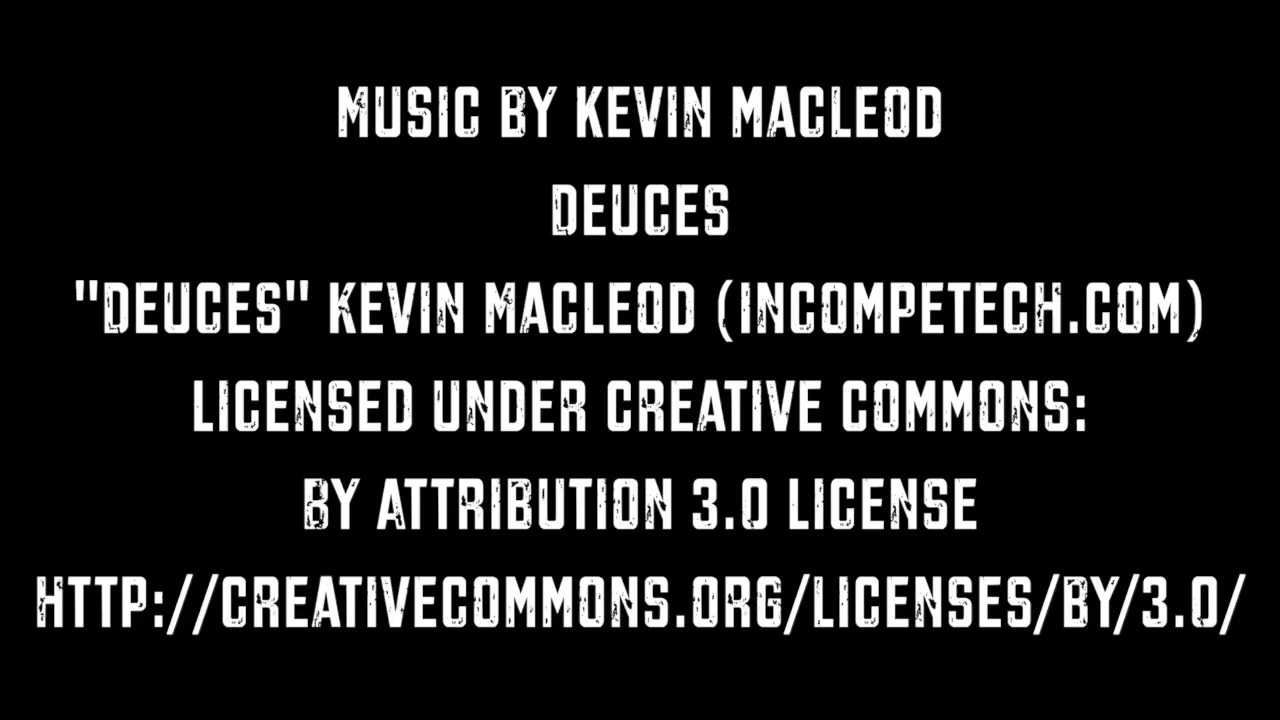 MUSIC BY KEVIN MACLEOD
DEUCES
"DEUCES" KEVIN MACLEOD (INCOMPETECH.COM)
LICENSED UNDER CREATIVE COMMONS:
BY ATTRIBUTION 3.0 LICENSE
HTTP://CREATIVECOMMONS.ORG/LICENSES/BY/3.0/